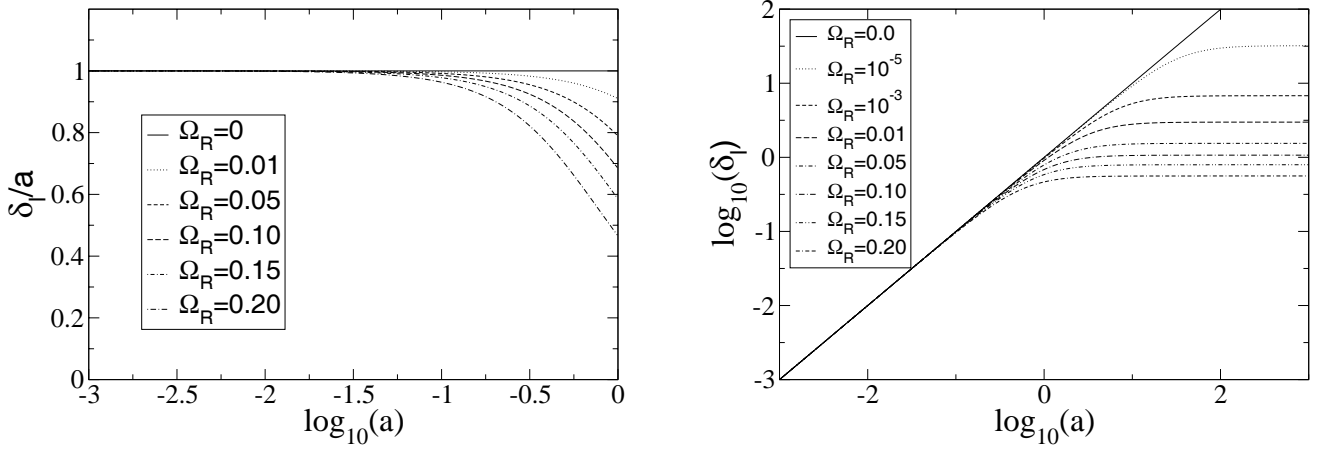 1
0.8
0.6
0.4
0.2
0
δ_l/a
Ω_R=0
Ω_R=0.01
Ω_R=0.05
Ω_R=0.10
Ω_R=0.15
Ω_R=0.20
-3 -2.5 -2 -1.5 -1 -0.5 0
log₁₀(a)
2
1
0
-1
-2
-3
log₁₀(δ_l)
Ω_R=0.0
Ω_R=10⁻⁵
Ω_R=10⁻³
Ω_R=0.01
Ω_R=0.05
Ω_R=0.10
Ω_R=0.15
Ω_R=0.20
-2 0 2
log₁₀(a)